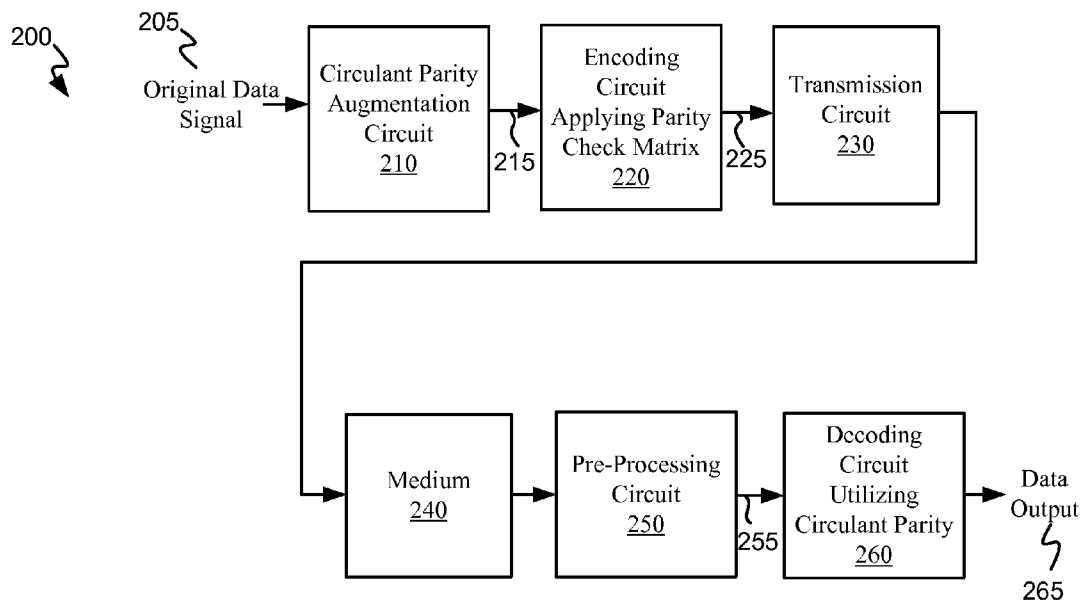 200
205
Original Data
Signal
Circulant Parity
Augmentation
Circuit
210
215
Encoding
Circuit
Applying Parity
Check Matrix
220
225
Transmission
Circuit
230
Medium
240
Pre-Processing
Circuit
250
255
Decoding
Circuit
Utilizing
Circulant Parity
260
Data
Output
265